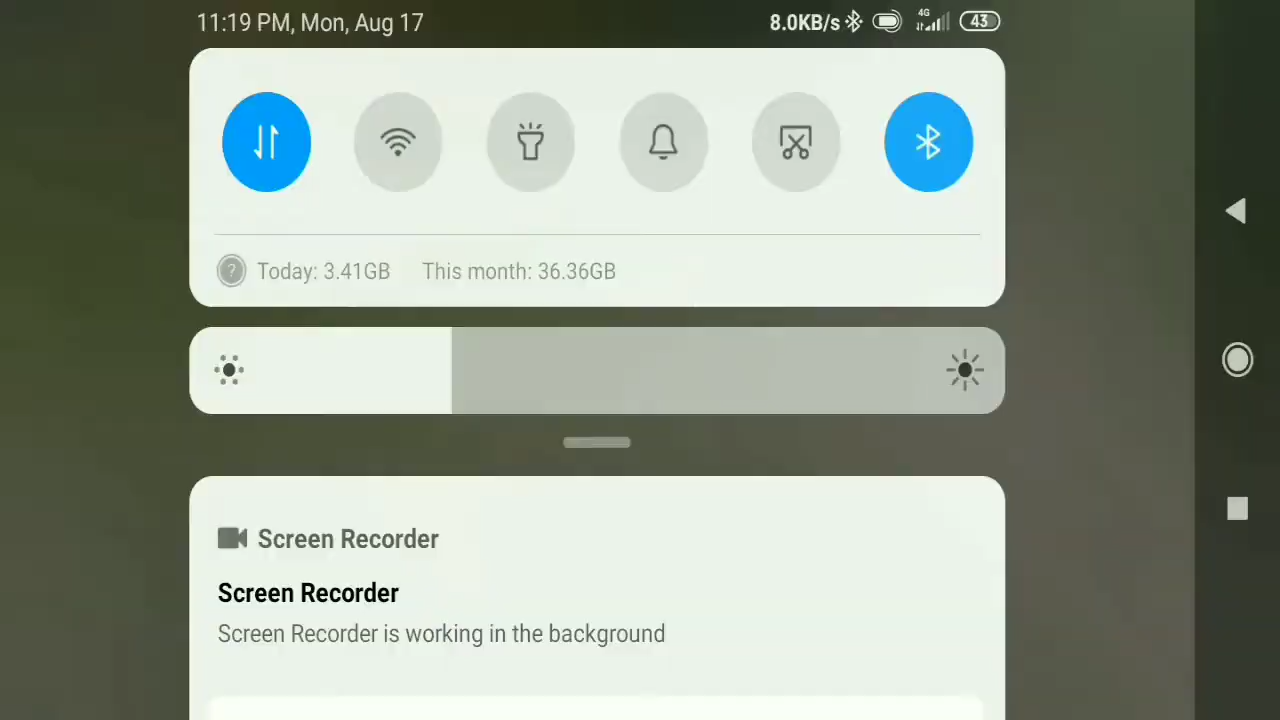 11:19 PM, Mon, Aug 17 8.0KB/s 4G 43
? Today: 3.41GB This month: 36.36GB
Screen Recorder
Screen Recorder
Screen Recorder is working in the background